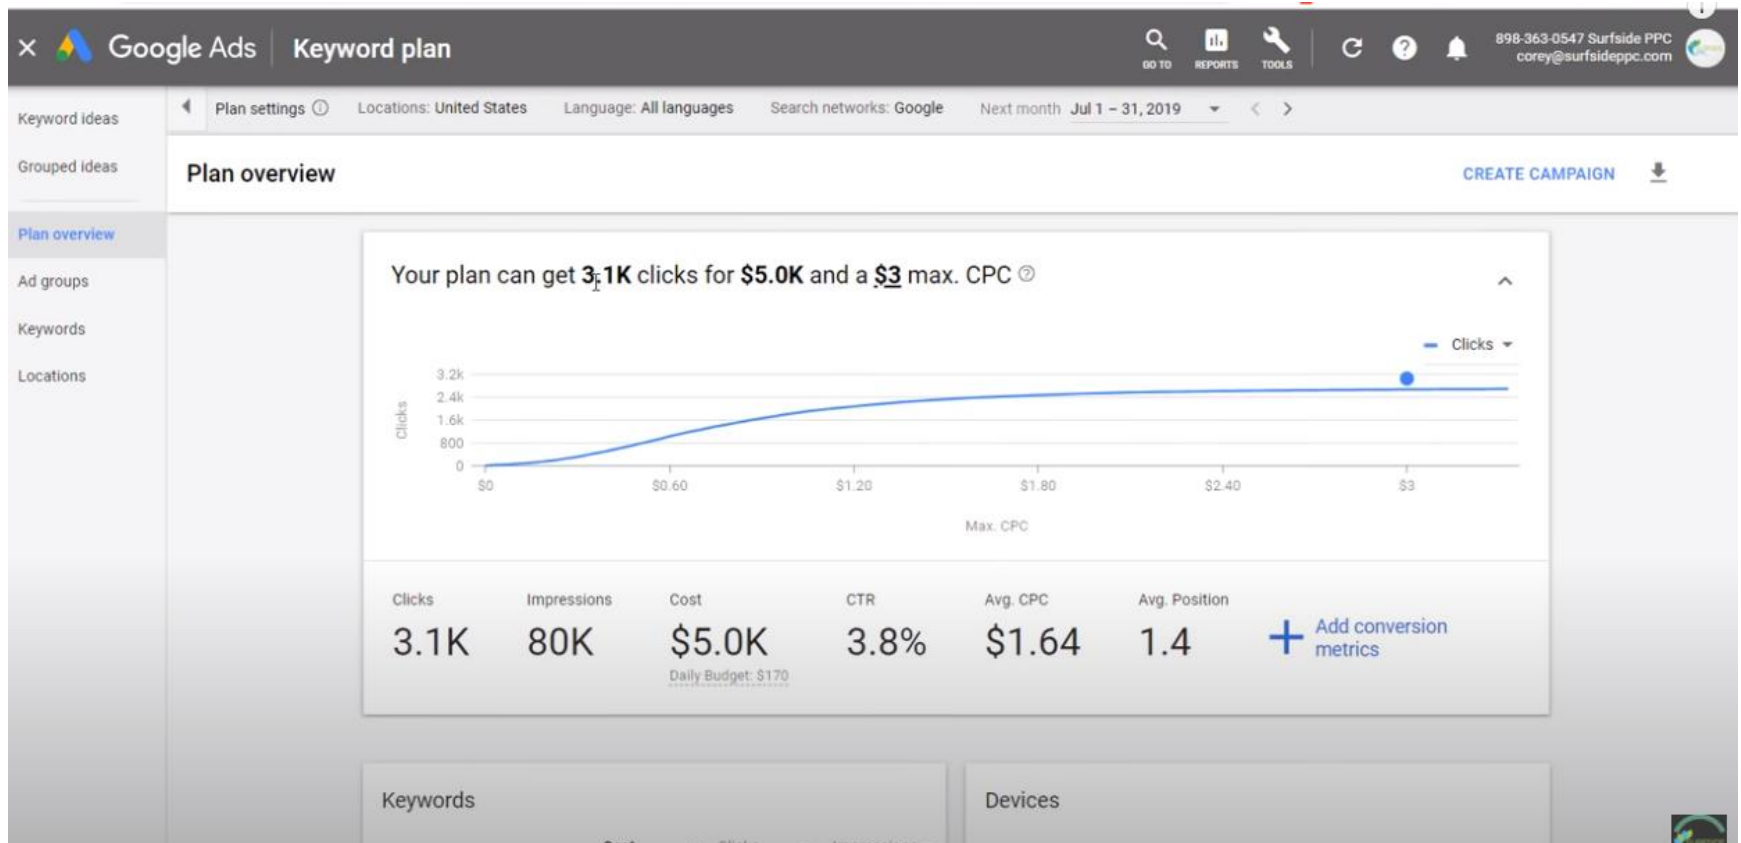 Google Ads Keyword plan
GO TO REPORTS TOOLS
898-363-0547 Surfside PPC
corey@surfsideppc.com
Keyword ideas
Grouped ideas
Plan overview
Ad groups
Keywords
Locations
Plan settings Locations: United States Language: All languages Search networks: Google Next month Jul 1 – 31, 2019
Plan overview
CREATE CAMPAIGN
Your plan can get 3.1K clicks for $5.0K and a $3 max. CPC
Clicks
Clicks
3.2k
2.4k
1.6k
800
0
$0 $0.60 $1.20 $1.80 $2.40 $3
Max. CPC
Clicks Impressions Cost CTR Avg. CPC Avg. Position
3.1K 80K $5.0K 3.8% $1.64 1.4
Daily Budget: $170
Add conversion
metrics
Keywords
Devices